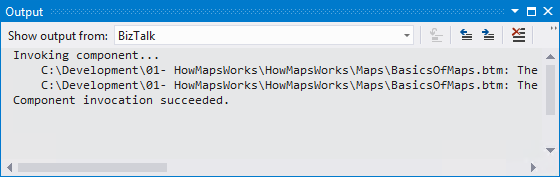 Output
Show output from: BizTalk
Invoking component...
C:\Development\01- HowMapsWorks\HowMapsWorks\Maps\BasicsOfMaps.btm: The
C:\Development\01- HowMapsWorks\HowMapsWorks\Maps\BasicsOfMaps.btm: The
Component invocation succeeded.